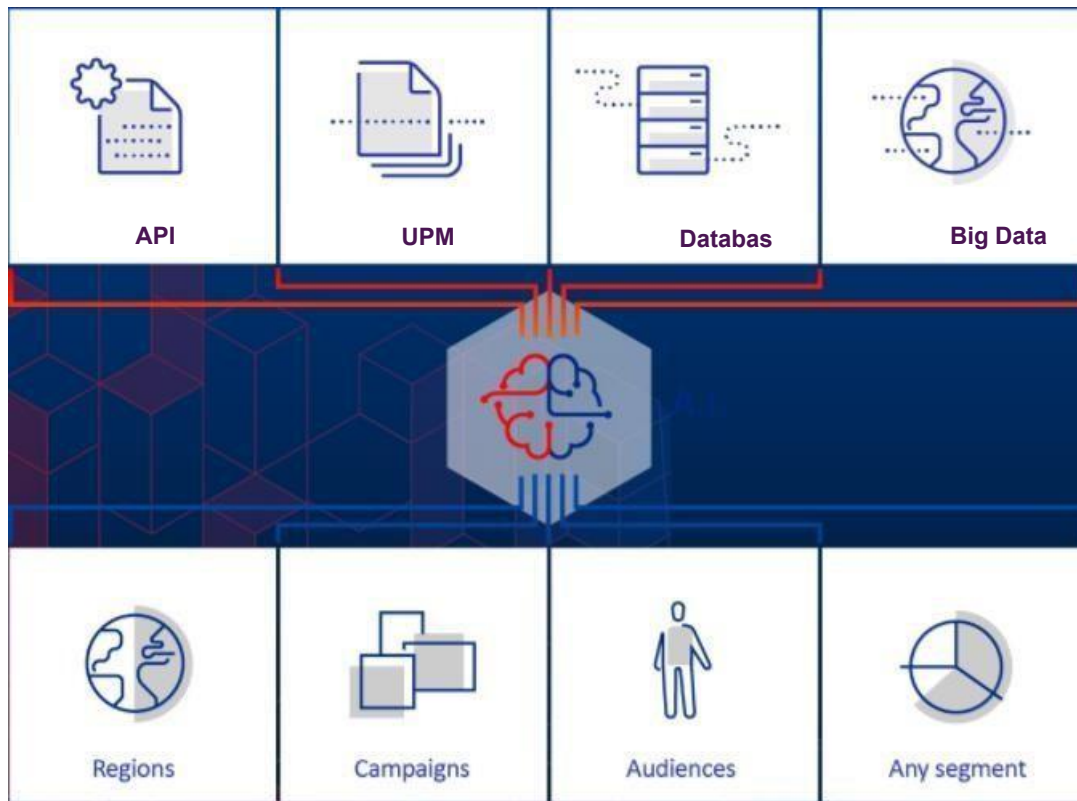 API
UPM
Databas
Big Data
A.I.
Regions
Campaigns
Audiences
Any segment